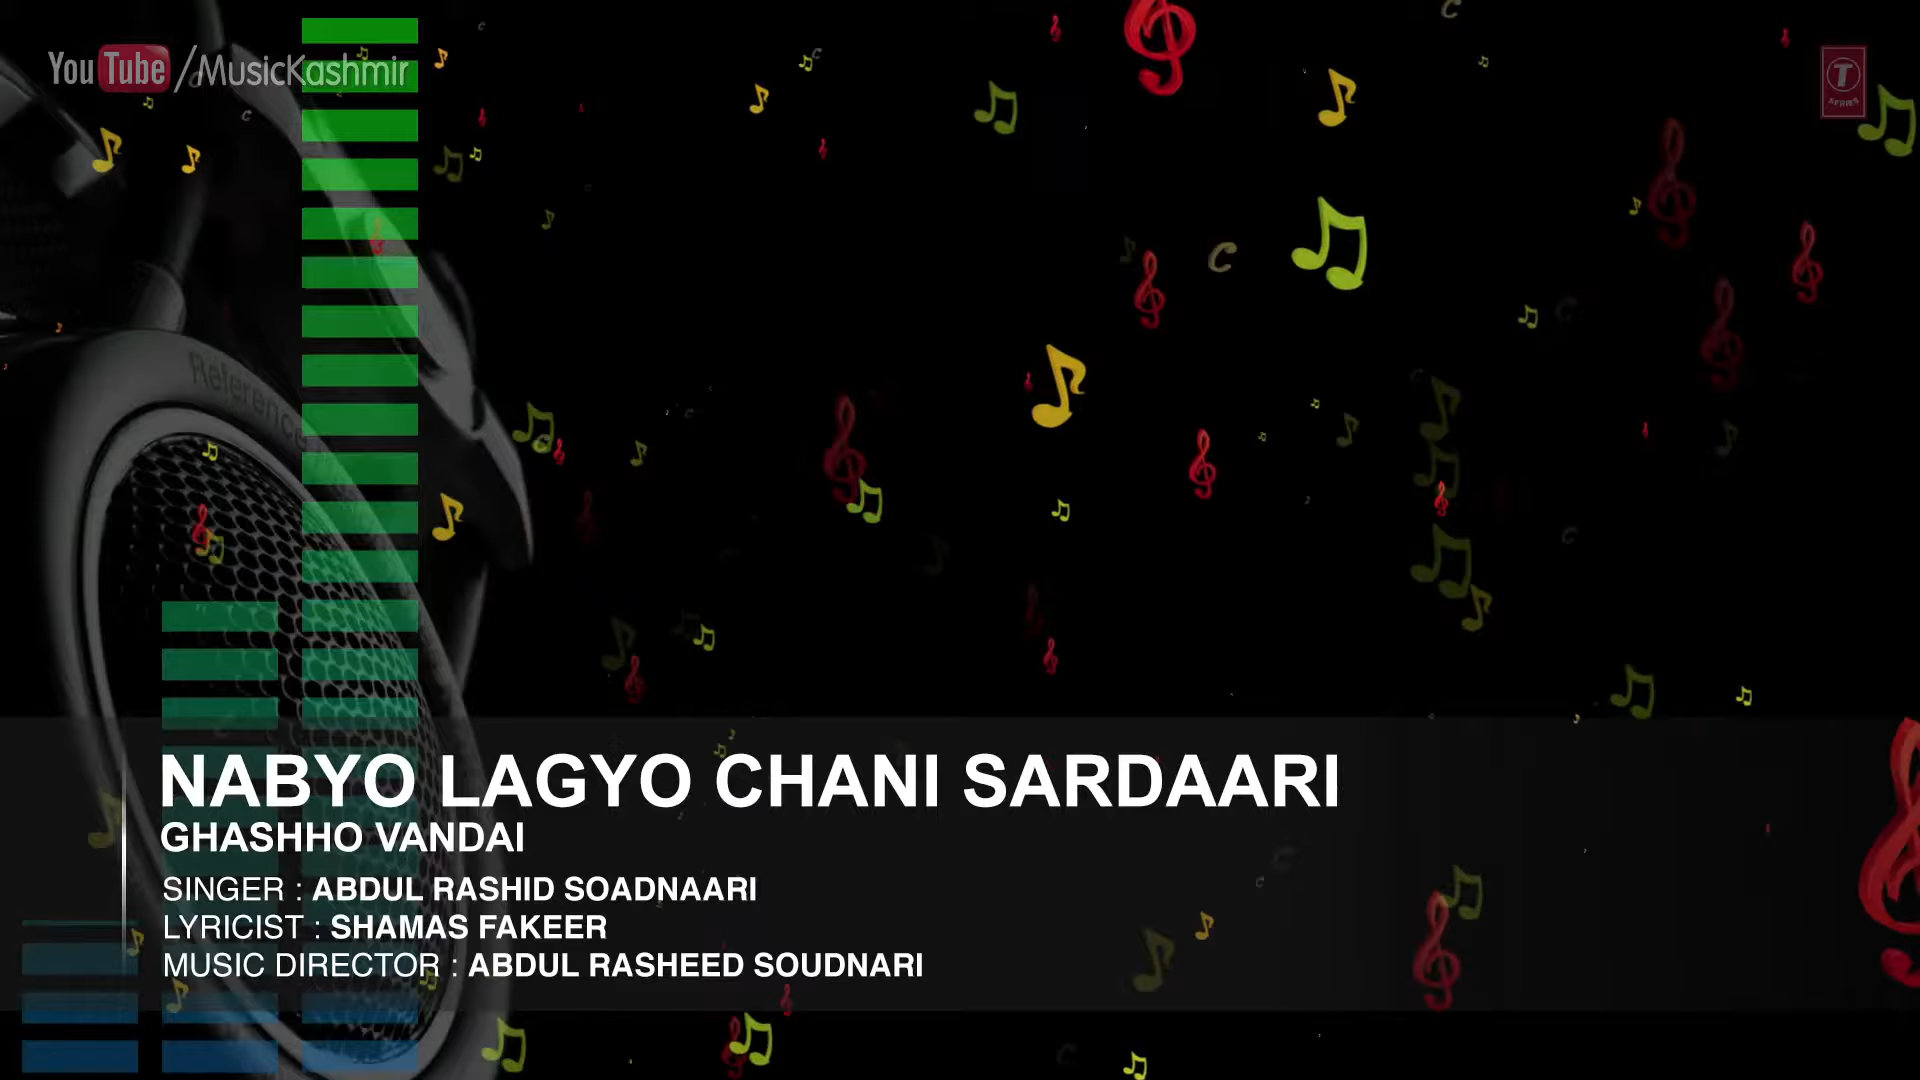 YouTube/MusicKashmir
T
Reference
NABYO LAGYO CHANI SARDAARI
GHASHHO VANDAI
SINGER : ABDUL RASHID SOADNAARI
LYRICIST : SHAMAS FAKEER
MUSIC DIRECTOR : ABDUL RASHEED SOUDNARI